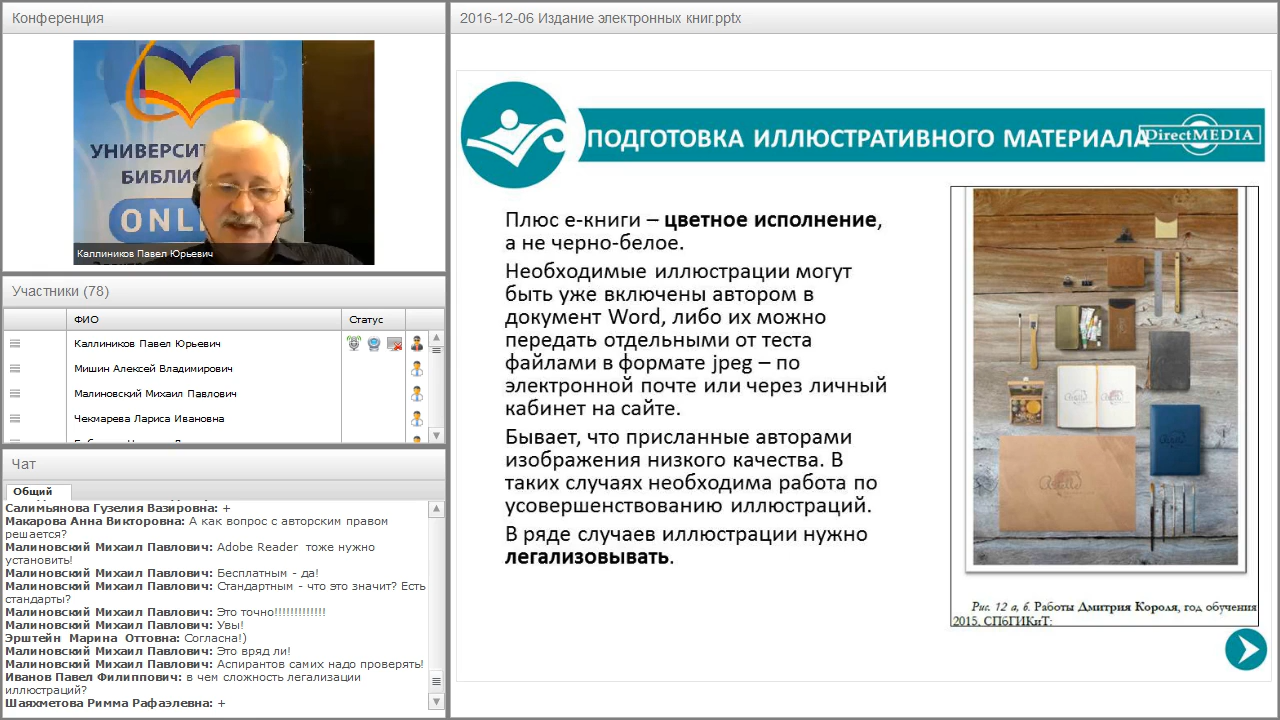 Конференция
УНИВЕРСИТ
БИБЛИО
ONLI
Каллиников Павел Юрьевич
Участники (78)
ФИО
Статус
Каллиников Павел Юрьевич
Мишин Алексей Владимирович
Малиновский Михаил Павлович
Чекмарева Лариса Ивановна
Чат
Общий
Салимьянова Гузелия Вазировна: +
Макарова Анна Викторовна: А как вопрос с авторским правом
решается?
Малиновский Михаил Павлович: Adobe Reader тоже нужно
установить!
Малиновский Михаил Павлович: Бесплатным - да!
Малиновский Михаил Павлович: Стандартным - что это значит? Есть
стандарты?
Малиновский Михаил Павлович: Это точно!!!!!!!!!!!!!
Малиновский Михаил Павлович: Увы!
Эрштейн Марина Оттовна: Согласна!)
Малиновский Михаил Павлович: Это вряд ли!
Малиновский Михаил Павлович: Аспирантов самих надо проверять!
Иванов Павел Филиппович: в чем сложность легализации
иллюстраций?
Шаяхметова Римма Рафаэлевна: +
2016-12-06 Издание электронных книг.pptx
ПОДГОТОВКА ИЛЛЮСТРАТИВНОГО МАТЕРИАЛА
DirectMEDIA
Плюс е-книги – цветное исполнение,
а не черно-белое.
Необходимые иллюстрации могут
быть уже включены автором в
документ Word, либо их можно
передать отдельными от теста
файлами в формате jpeg – по
электронной почте или через личный
кабинет на сайте.
Бывает, что присланные авторами
изображения низкого качества. В
таких случаях необходима работа по
усовершенствованию иллюстраций.
В ряде случаев иллюстрации нужно
легализовывать.
Рис. 12 а, б. Работы Дмитрия Короля, год обучения
2015, СПбГИКиТ;